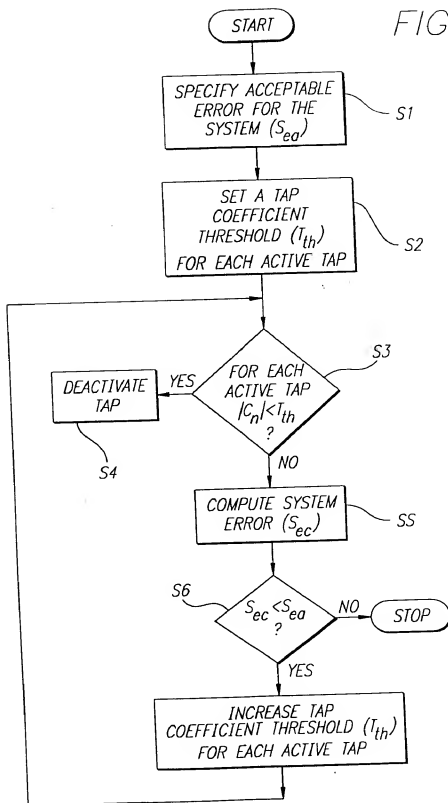 START
FIG
SPECIFY ACCEPTABLE
ERROR FOR THE
SYSTEM (Sea)
S1
SET A TAP
COEFFICIENT
THRESHOLD (Tth)
FOR EACH ACTIVE TAP
S2
FOR EACH
ACTIVE TAP
|Cn|<Tth
?
S3
YES
DEACTIVATE
TAP
S4
NO
COMPUTE SYSTEM
ERROR (Sec)
SS
S6
Sec<Sea
?
NO
STOP
YES
INCREASE TAP
COEFFICIENT THRESHOLD (Tth)
FOR EACH ACTIVE TAP